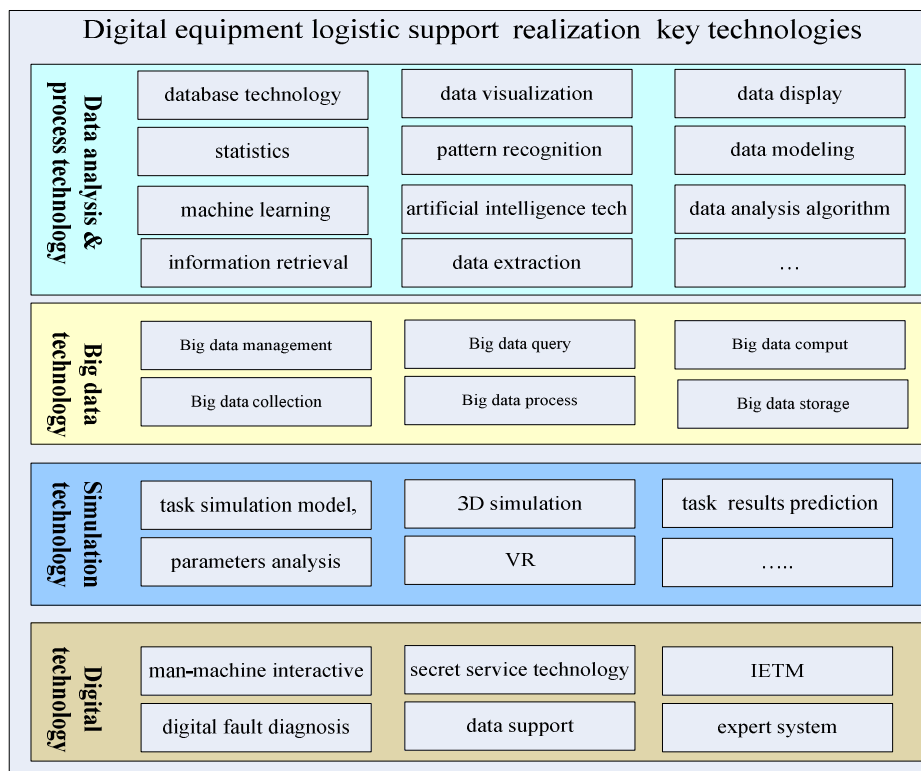 Digital equipment logistic support realization key technologies
Data analysis &
process technology
database technology
data visualization
data display
statistics
pattern recognition
data modeling
machine learning
artificial intelligence tech
data analysis algorithm
information retrieval
data extraction
…
Big data
technology
Big data management
Big data query
Big data comput
Big data collection
Big data process
Big data storage
Simulation
technology
task simulation model,
3D simulation
task results prediction
parameters analysis
VR
…..
Digital
technology
man-machine interactive
secret service technology
IETM
digital fault diagnosis
data support
expert system